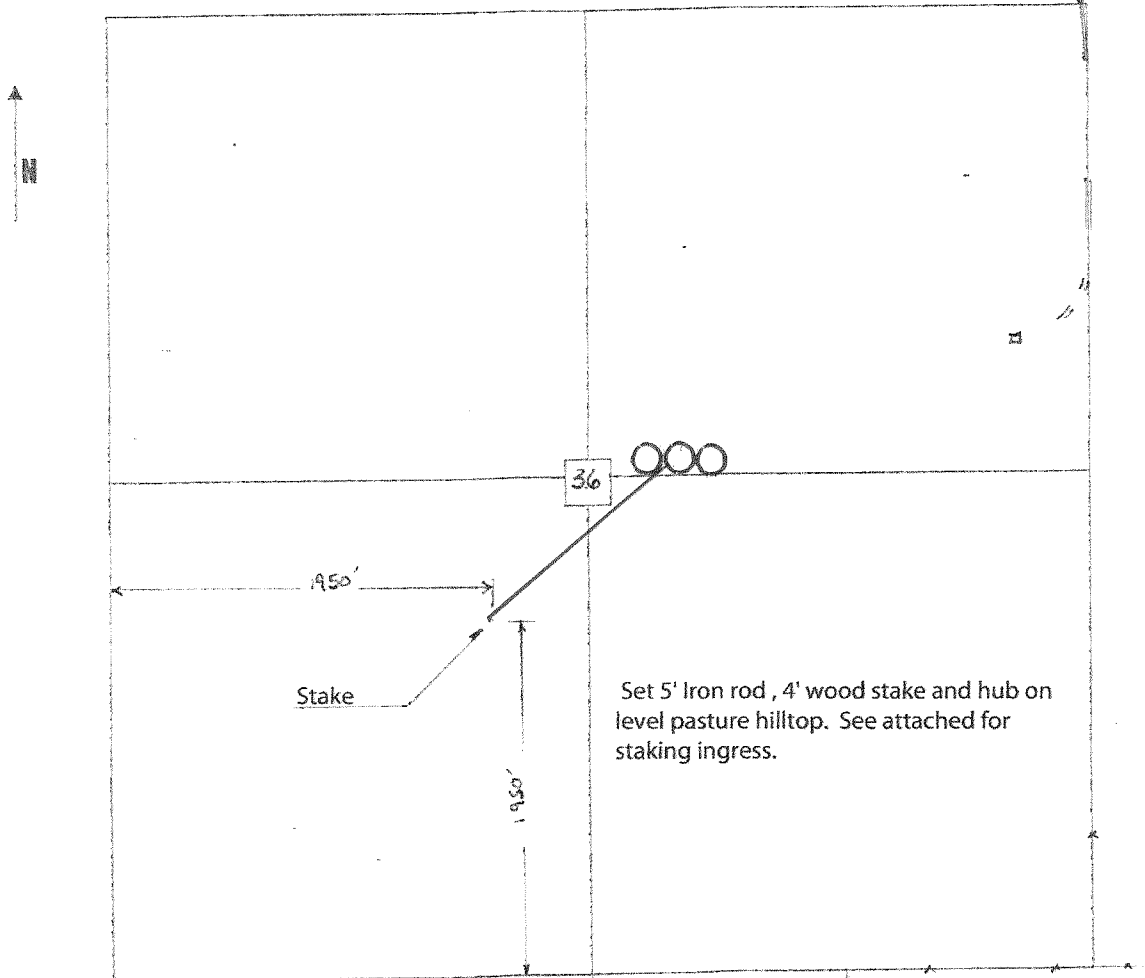 N
36
1950'
Stake
Set 5' Iron rod , 4' wood stake and hub on
level pasture hilltop. See attached for
staking ingress.
1950'